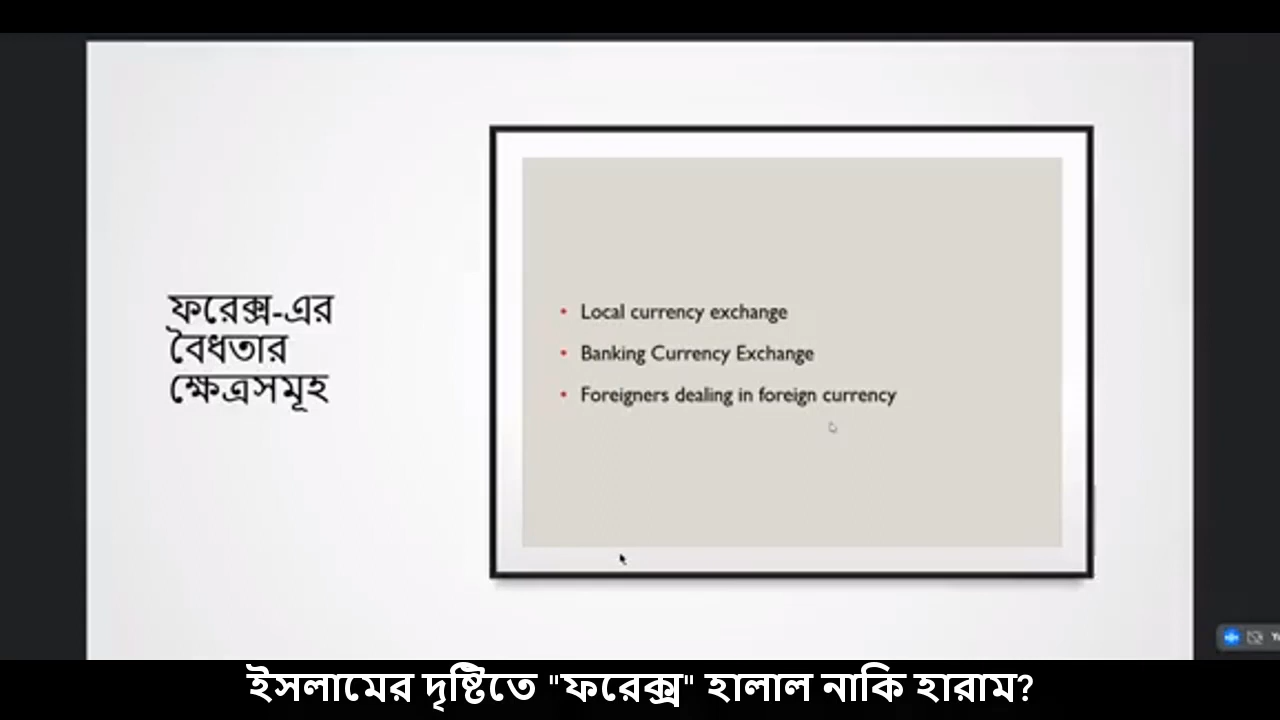 ফরেক্স-এর
বৈধতার
ক্ষেত্রসমূহ
• Local currency exchange
• Banking Currency Exchange
• Foreigners dealing in foreign currency
ইসলামের দৃষ্টিতে "ফরেক্স" হালাল নাকি হারাম?